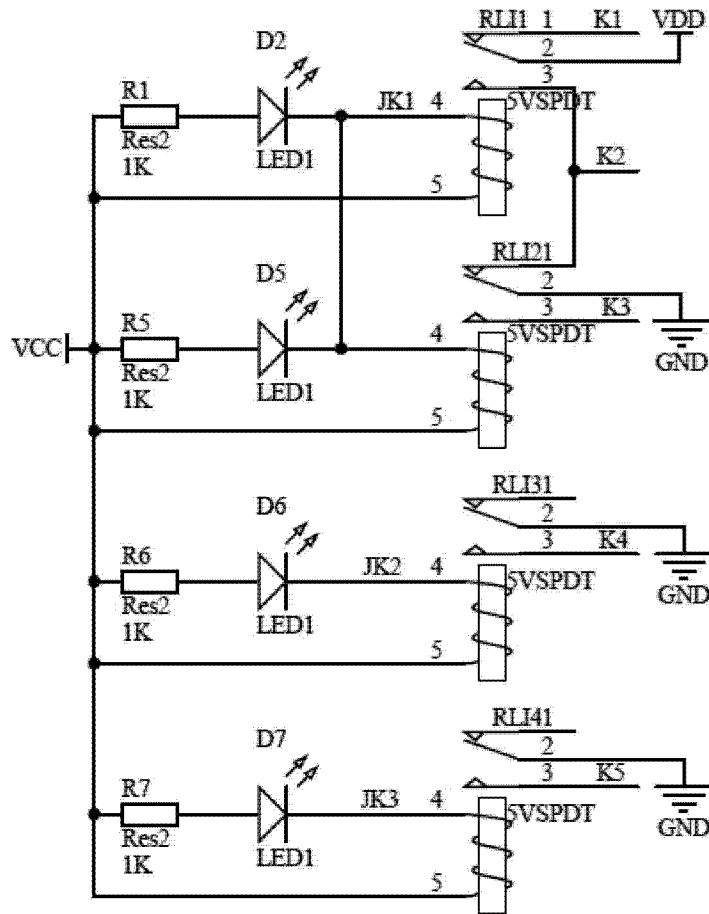 RLI1 1 K1 VDD
D2
2
3
R1
JK1 4 5VSPDT
Res2
LED1
1K
K2
5
RLI21
D5
2
3 K3
R5
4 5VSPDT
VCC
GND
Res2
LED1
1K
5
RLI31
D6
2
3 K4
R6
JK2 4 5VSPDT
GND
Res2
LED1
1K
5
RLI41
D7
2
3 K5
R7
JK3 4 5VSPDT
GND
Res2
LED1
1K
5